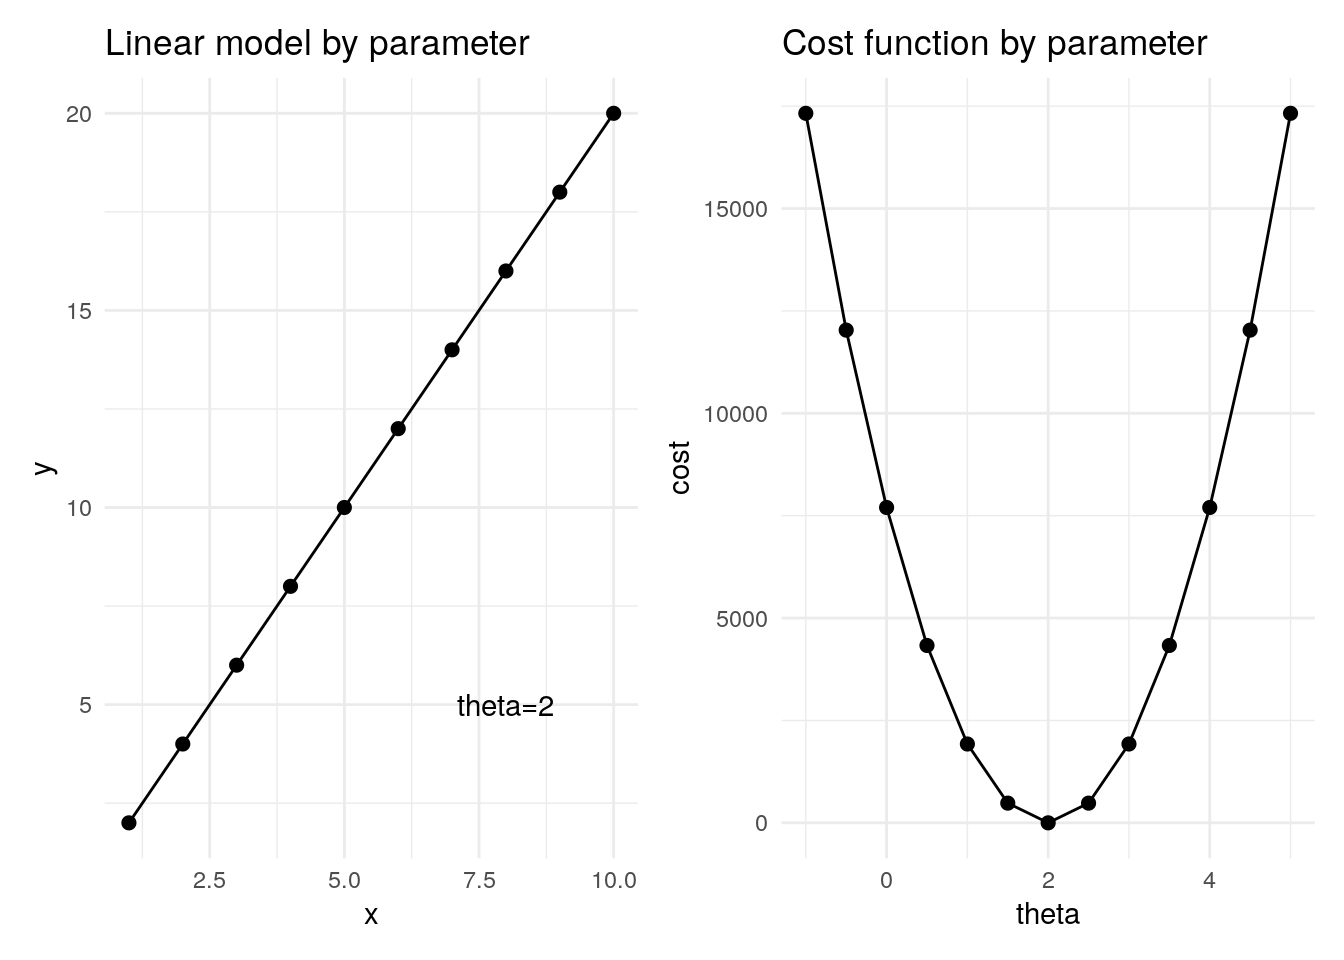 Linear model by parameter
20
15
10
5
y
theta=2
2.5 5.0 7.5 10.0
x
Cost function by parameter
15000
10000
5000
0
cost
0 2 4
theta